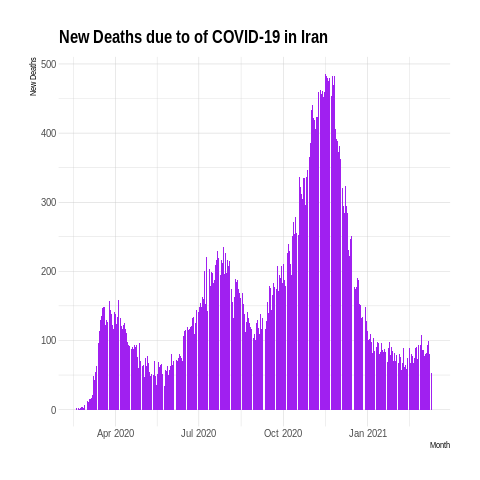 New Deaths due to of COVID-19 in Iran
New Deaths
500
400
300
200
100
0
Apr 2020
Jul 2020
Oct 2020
Jan 2021
Month